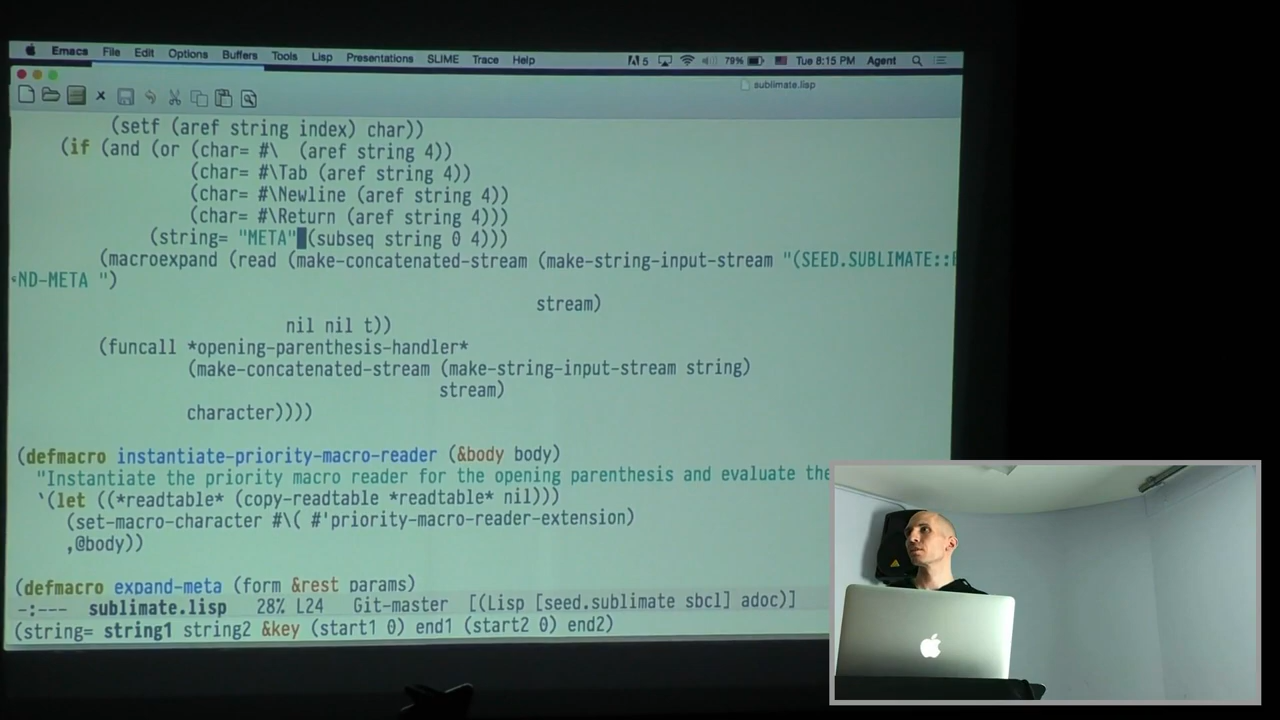 Emacs File Edit Options Buffers Tools Lisp Presentations SLIME Trace Help 5 79% Tue 8:15 PM Agent
sublimate.lisp
(setf (aref string index) char))
(if (and (or (char= #\  (aref string 4))
(char= #\Tab (aref string 4))
(char= #\Newline (aref string 4))
(char= #\Return (aref string 4)))
(string= "META" (subseq string 0 4)))
(macroexpand (read (make-concatenated-stream (make-string-input-stream "(SEED.SUBLIMATE::
ND-META ")
stream)
nil nil t))
(funcall *opening-parenthesis-handler*
(make-concatenated-stream (make-string-input-stream string)
stream)
character))))
(defmacro instantiate-priority-macro-reader (&body body)
"Instantiate the priority macro reader for the opening parenthesis and evaluate the
`(let ((*readtable* (copy-readtable *readtable* nil)))
(set-macro-character #\( #'priority-macro-reader-extension)
,@body))
(defmacro expand-meta (form &rest params)
-:--- sublimate.lisp 28% L24 Git-master [(Lisp [seed.sublimate sbcl] adoc)]
(string= string1 string2 &key (start1 0) end1 (start2 0) end2)